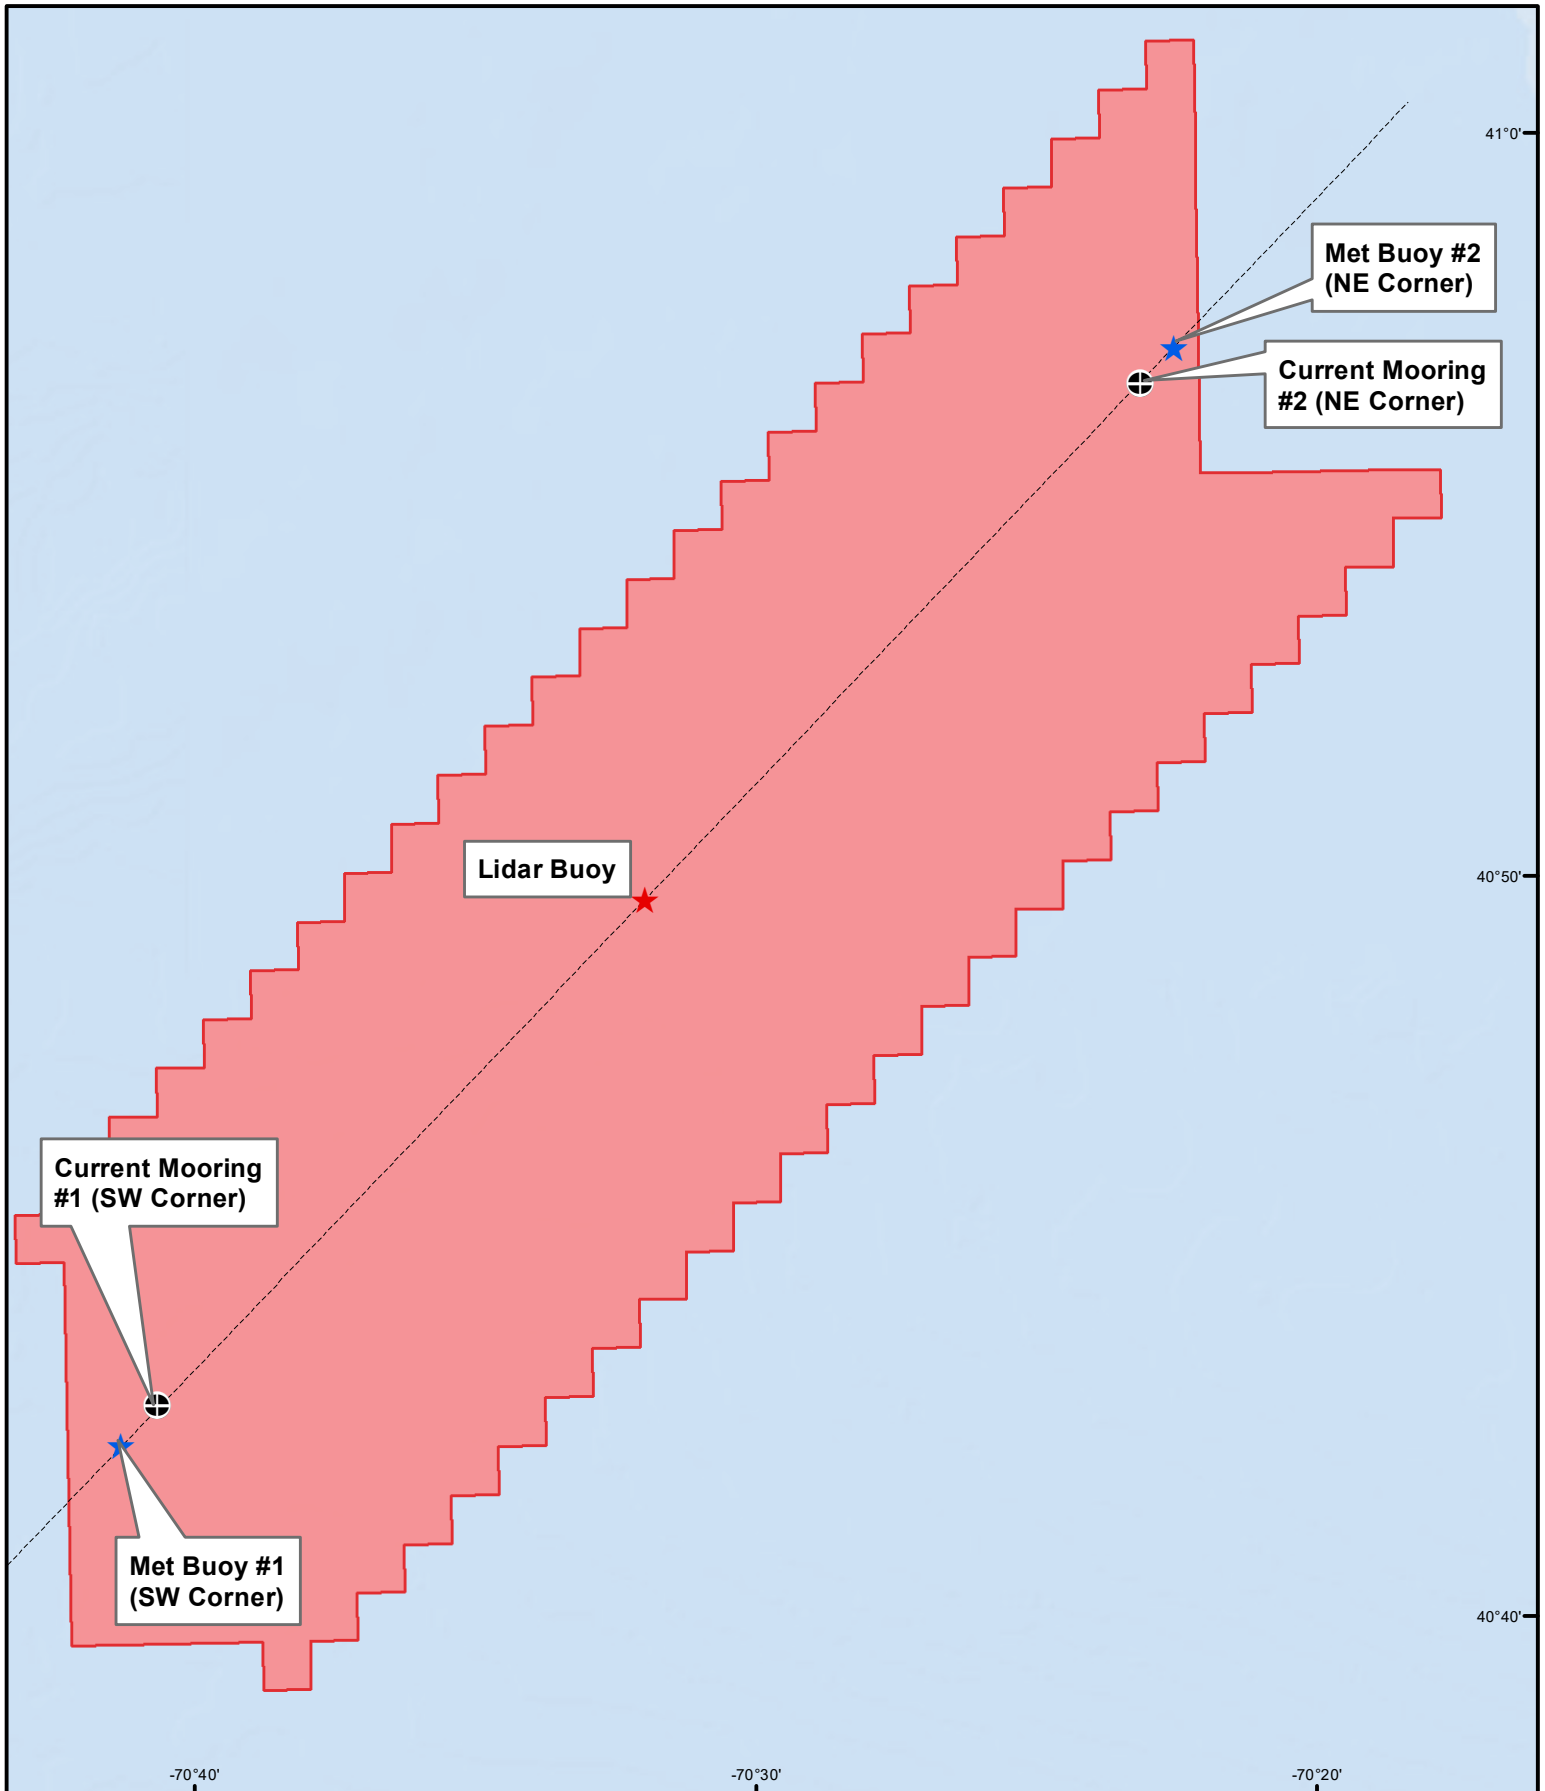 41°0'
Met Buoy #2
(NE Corner)
Current Mooring
#2 (NE Corner)
Lidar Buoy
40°50'
Current Mooring
#1 (SW Corner)
Met Buoy #1
(SW Corner)
40°40'
-70°40'
-70°30'
-70°20'